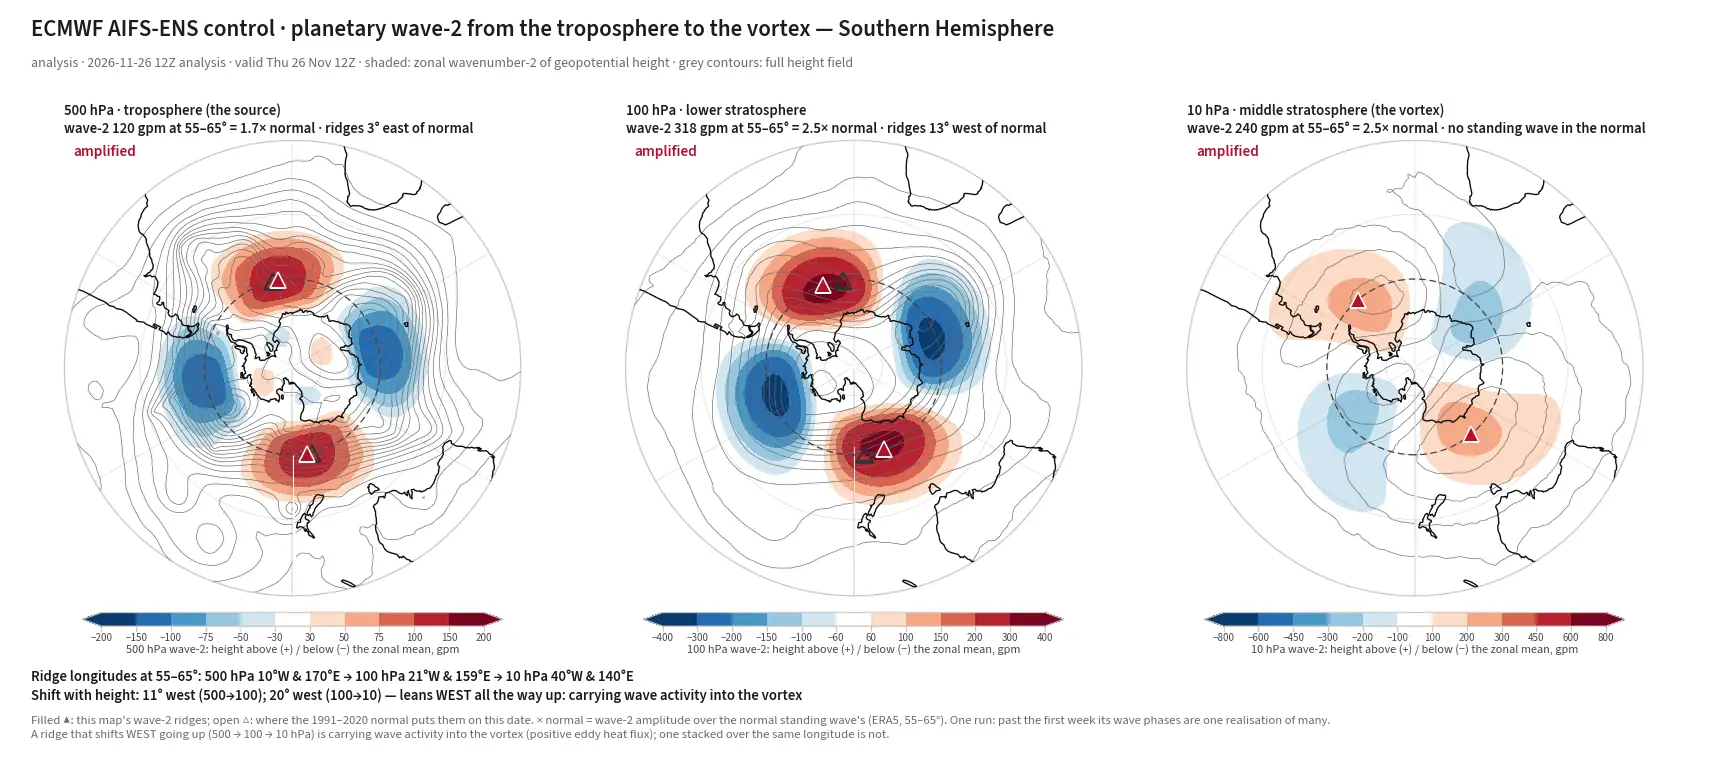 ECMWF AIFS-ENS control · planetary wave-2 from the troposphere to the vortex — Southern Hemisphere
analysis · 2026-11-26 12Z analysis · valid Thu 26 Nov 12Z · shaded: zonal wavenumber-2 of geopotential height · grey contours: full height field
500 hPa · troposphere (the source)
wave-2 120 gpm at 55–65° = 1.7× normal · ridges 3° east of normal
amplified
100 hPa · lower stratosphere
wave-2 318 gpm at 55–65° = 2.5× normal · ridges 13° west of normal
amplified
10 hPa · middle stratosphere (the vortex)
wave-2 240 gpm at 55–65° = 2.5× normal · no standing wave in the normal
amplified
−200 −150 −100 −75 −50 −30 30 50 75 100 150 200
500 hPa wave-2: height above (+) / below (−) the zonal mean, gpm
−400 −300 −200 −150 −100 −60 60 100 150 200 300 400
100 hPa wave-2: height above (+) / below (−) the zonal mean, gpm
−800 −600 −450 −300 −200 −100 100 200 300 450 600 800
10 hPa wave-2: height above (+) / below (−) the zonal mean, gpm
Ridge longitudes at 55–65°: 500 hPa 10°W & 170°E → 100 hPa 21°W & 159°E → 10 hPa 40°W & 140°E
Shift with height: 11° west (500→100); 20° west (100→10) — leans WEST all the way up: carrying wave activity into the vortex
Filled ▲: this map's wave-2 ridges; open △: where the 1991–2020 normal puts them on this date. × normal = wave-2 amplitude over the normal standing wave's (ERA5, 55–65°). One run: past the first week its wave phases are one realisation of many.
A ridge that shifts WEST going up (500 → 100 → 10 hPa) is carrying wave activity into the vortex (positive eddy heat flux); one stacked over the same longitude is not.